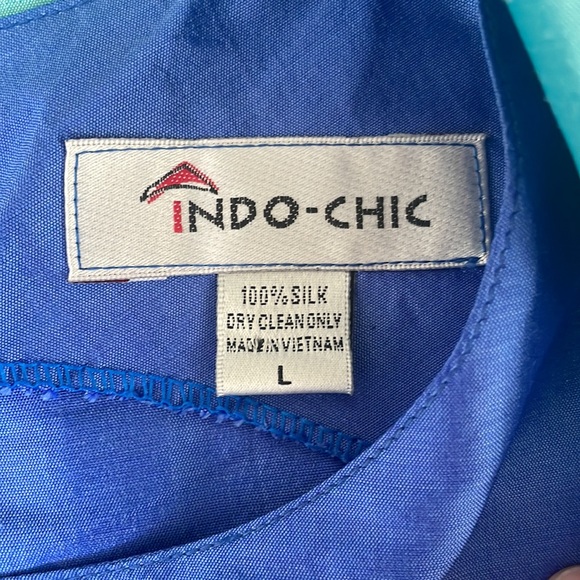 INDO-CHIC
100% SILK
DRY CLEAN ONLY
MADE IN VIETNAM
L